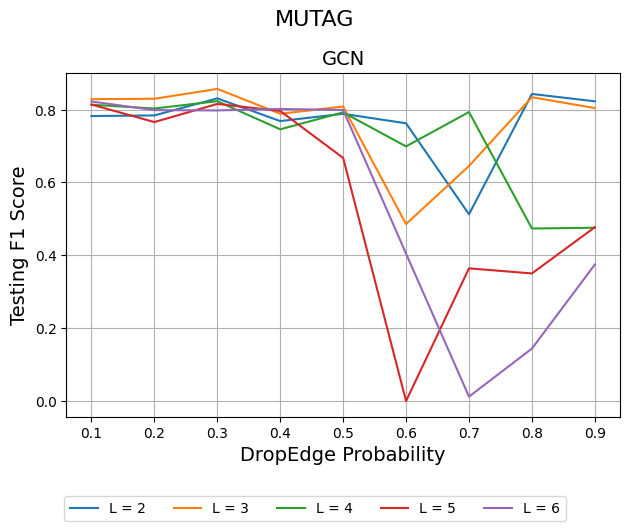 MUTAG
GCN
Testing F1 Score
0.8
0.6
0.4
0.2
0.0
0.1 0.2 0.3 0.4 0.5 0.6 0.7 0.8 0.9
DropEdge Probability
L = 2 L = 3 L = 4 L = 5 L = 6